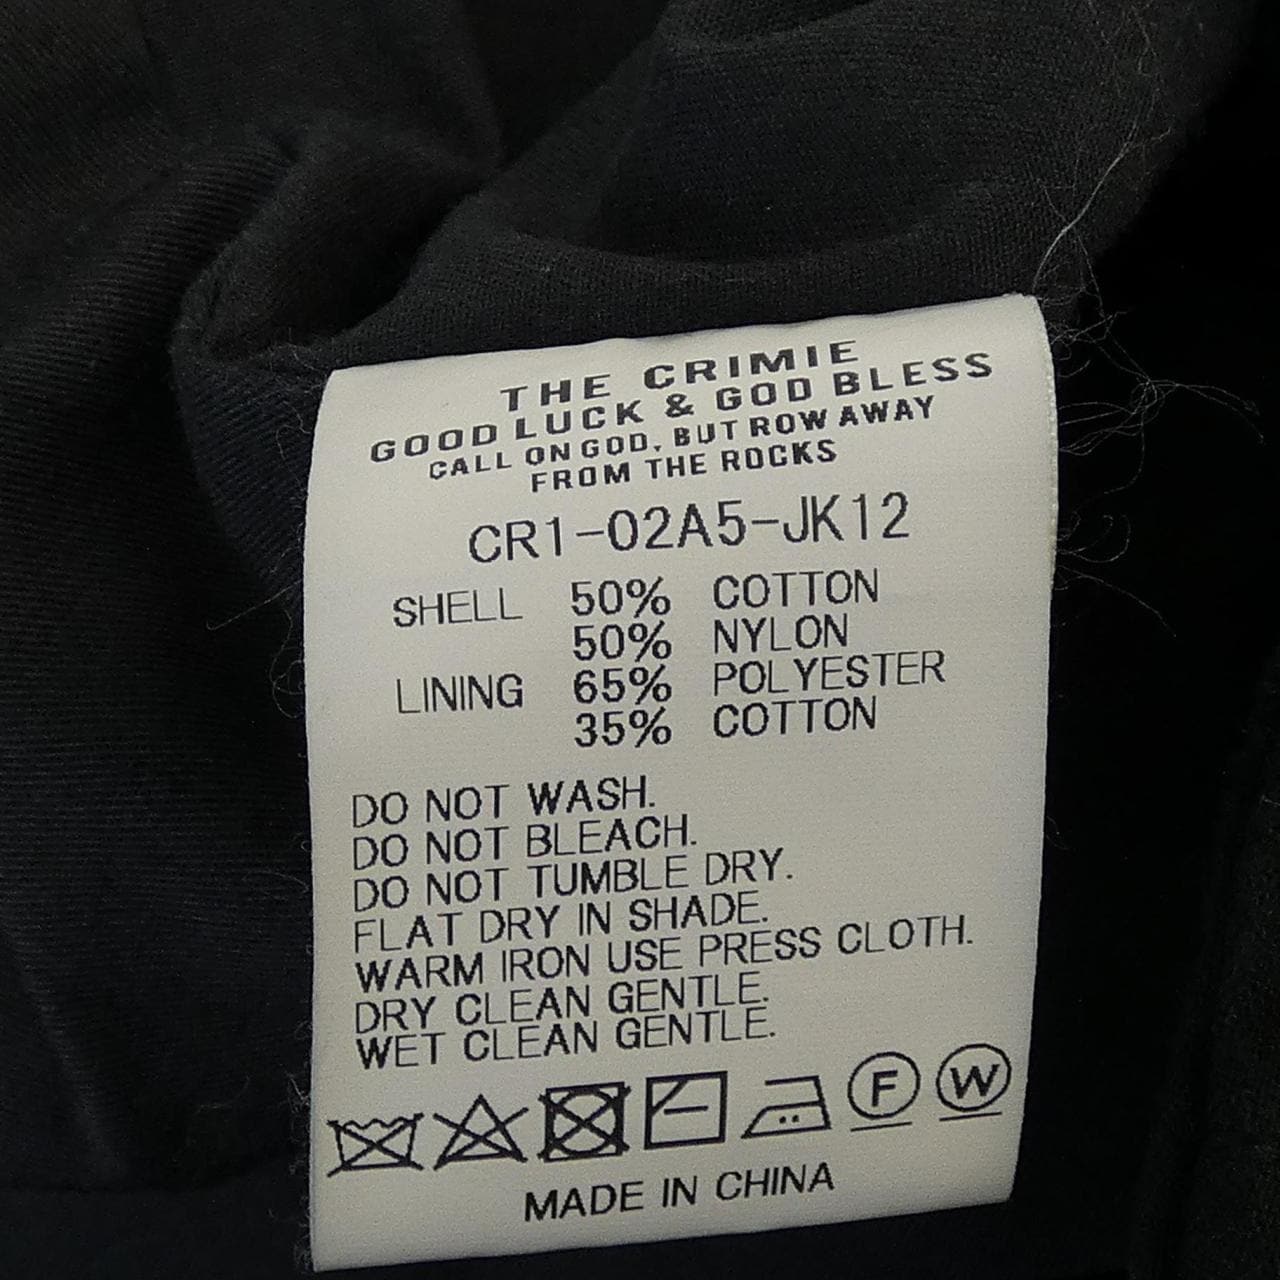 THE CRIMIE
GOOD LUCK & GOD BLESS
CALL ON GOD, BUT ROW AWAY
FROM THE ROCKS
CR1-02A5-JK12
SHELL 50% COTTON
50% NYLON
LINING 65% POLYESTER
35% COTTON
DO NOT WASH.
DO NOT BLEACH.
DO NOT TUMBLE DRY.
FLAT DRY IN SHADE.
WARM IRON USE PRESS CLOTH.
DRY CLEAN GENTLE.
WET CLEAN GENTLE.
F W
MADE IN CHINA